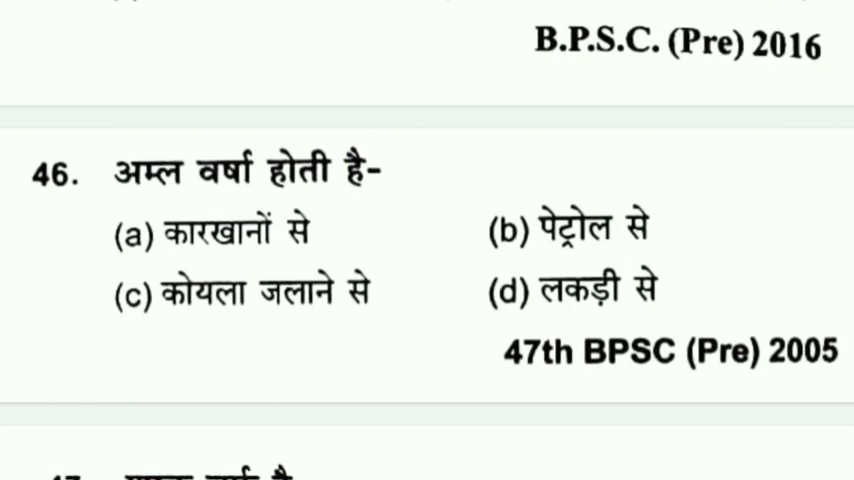 B.P.S.C. (Pre) 2016
46. अम्ल वर्षा होती है-
(a) कारखानों से (b) पेट्रोल से
(c) कोयला जलाने से (d) लकड़ी से
47th BPSC (Pre) 2005